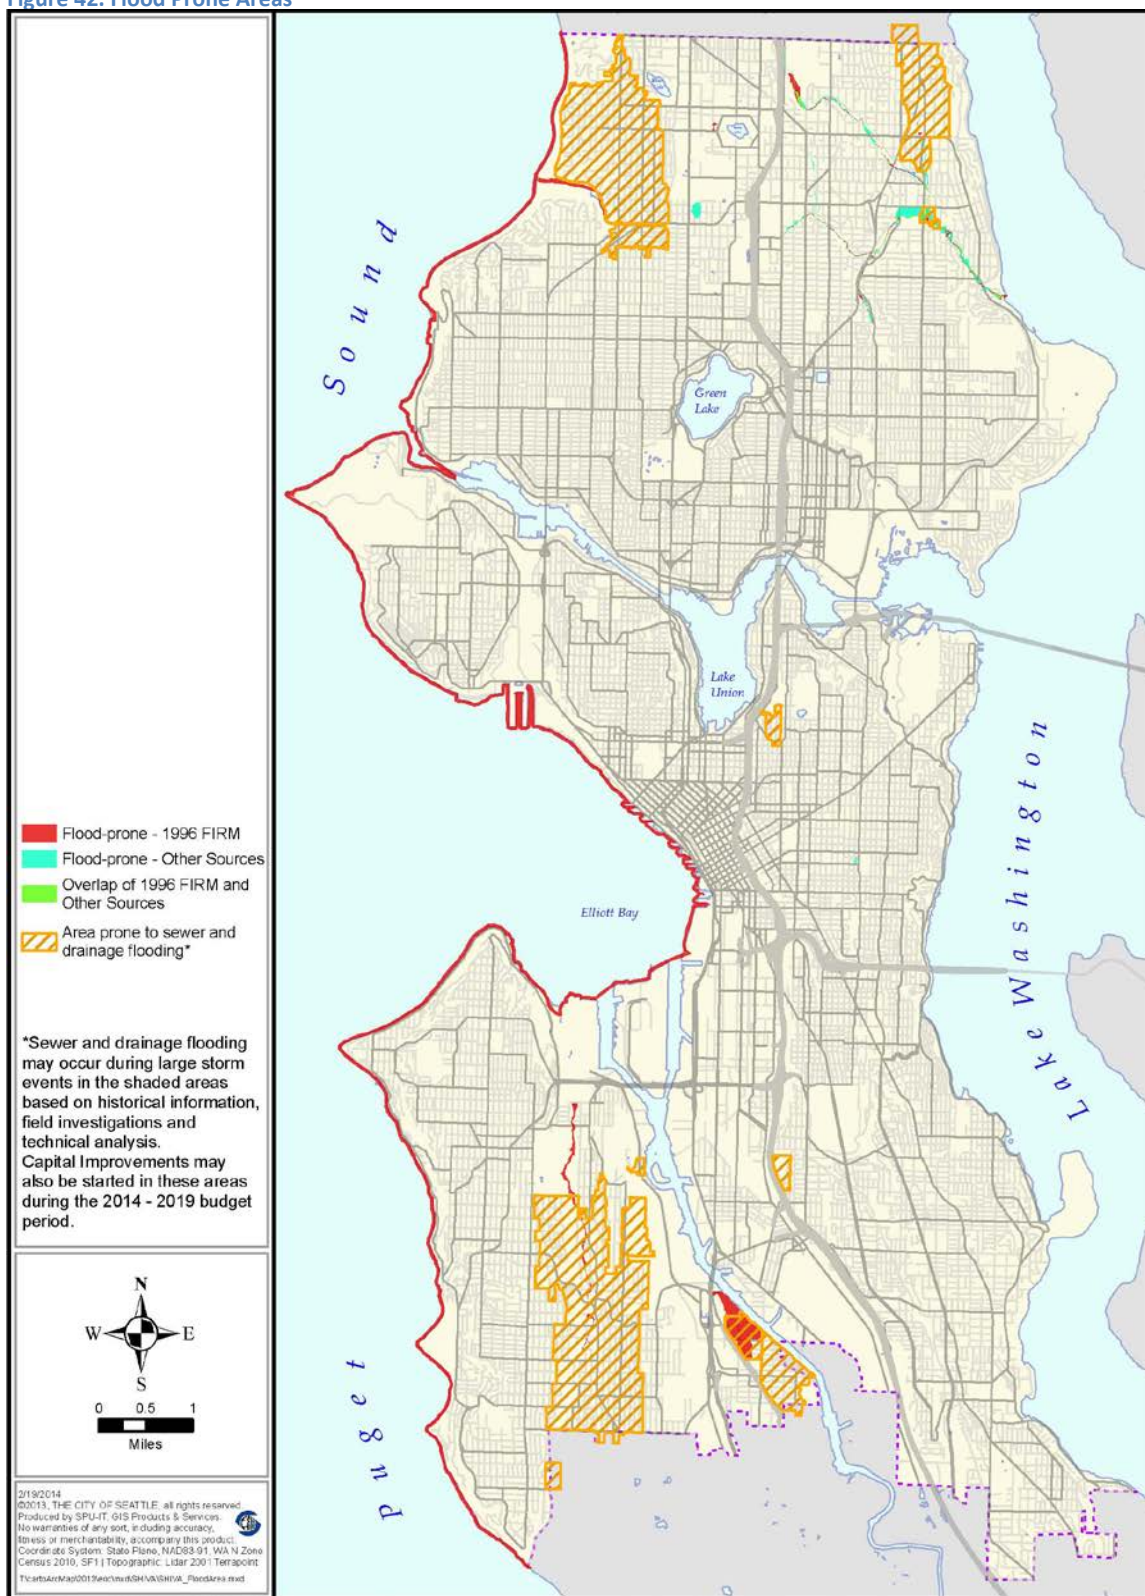 Figure 42. Flood Prone Areas
Sound
Green
Lake
Lake
Union
Elliott Bay
Lake Washington
Puget
Flood-prone - 1996 FIRM
Flood-prone - Other Sources
Overlap of 1996 FIRM and
Other Sources
Area prone to sewer and
drainage flooding*
*Sewer and drainage flooding
may occur during large storm
events in the shaded areas
based on historical information,
field investigations and
technical analysis.
Capital Improvements may
also be started in these areas
during the 2014 - 2019 budget
period.
N
W E
S
0 0.5 1
Miles
2/19/2014
©2013, THE CITY OF SEATTLE, all rights reserved.
Produced by SPU-IT, GIS Products & Services.
No warranties of any sort, including accuracy,
fitness or merchantability, accompany this product.
Coordinate System: State Plane, NAD83-91, WA N Zone
Census 2010, SF1 | Topographic: Lidar 2001 Terrapoint